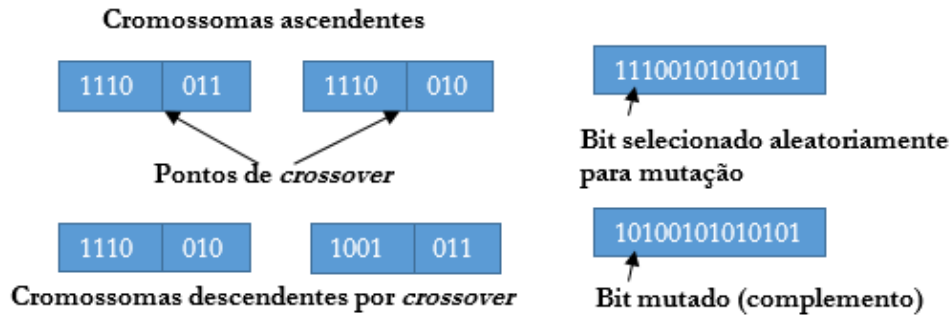 Cromossomas ascendentes
1110 011 1110 010
Pontos de crossover
1110 010 1001 011
Cromossomas descendentes por crossover
11100101010101
Bit selecionado aleatoriamente
para mutação
10100101010101
Bit mutado (complemento)